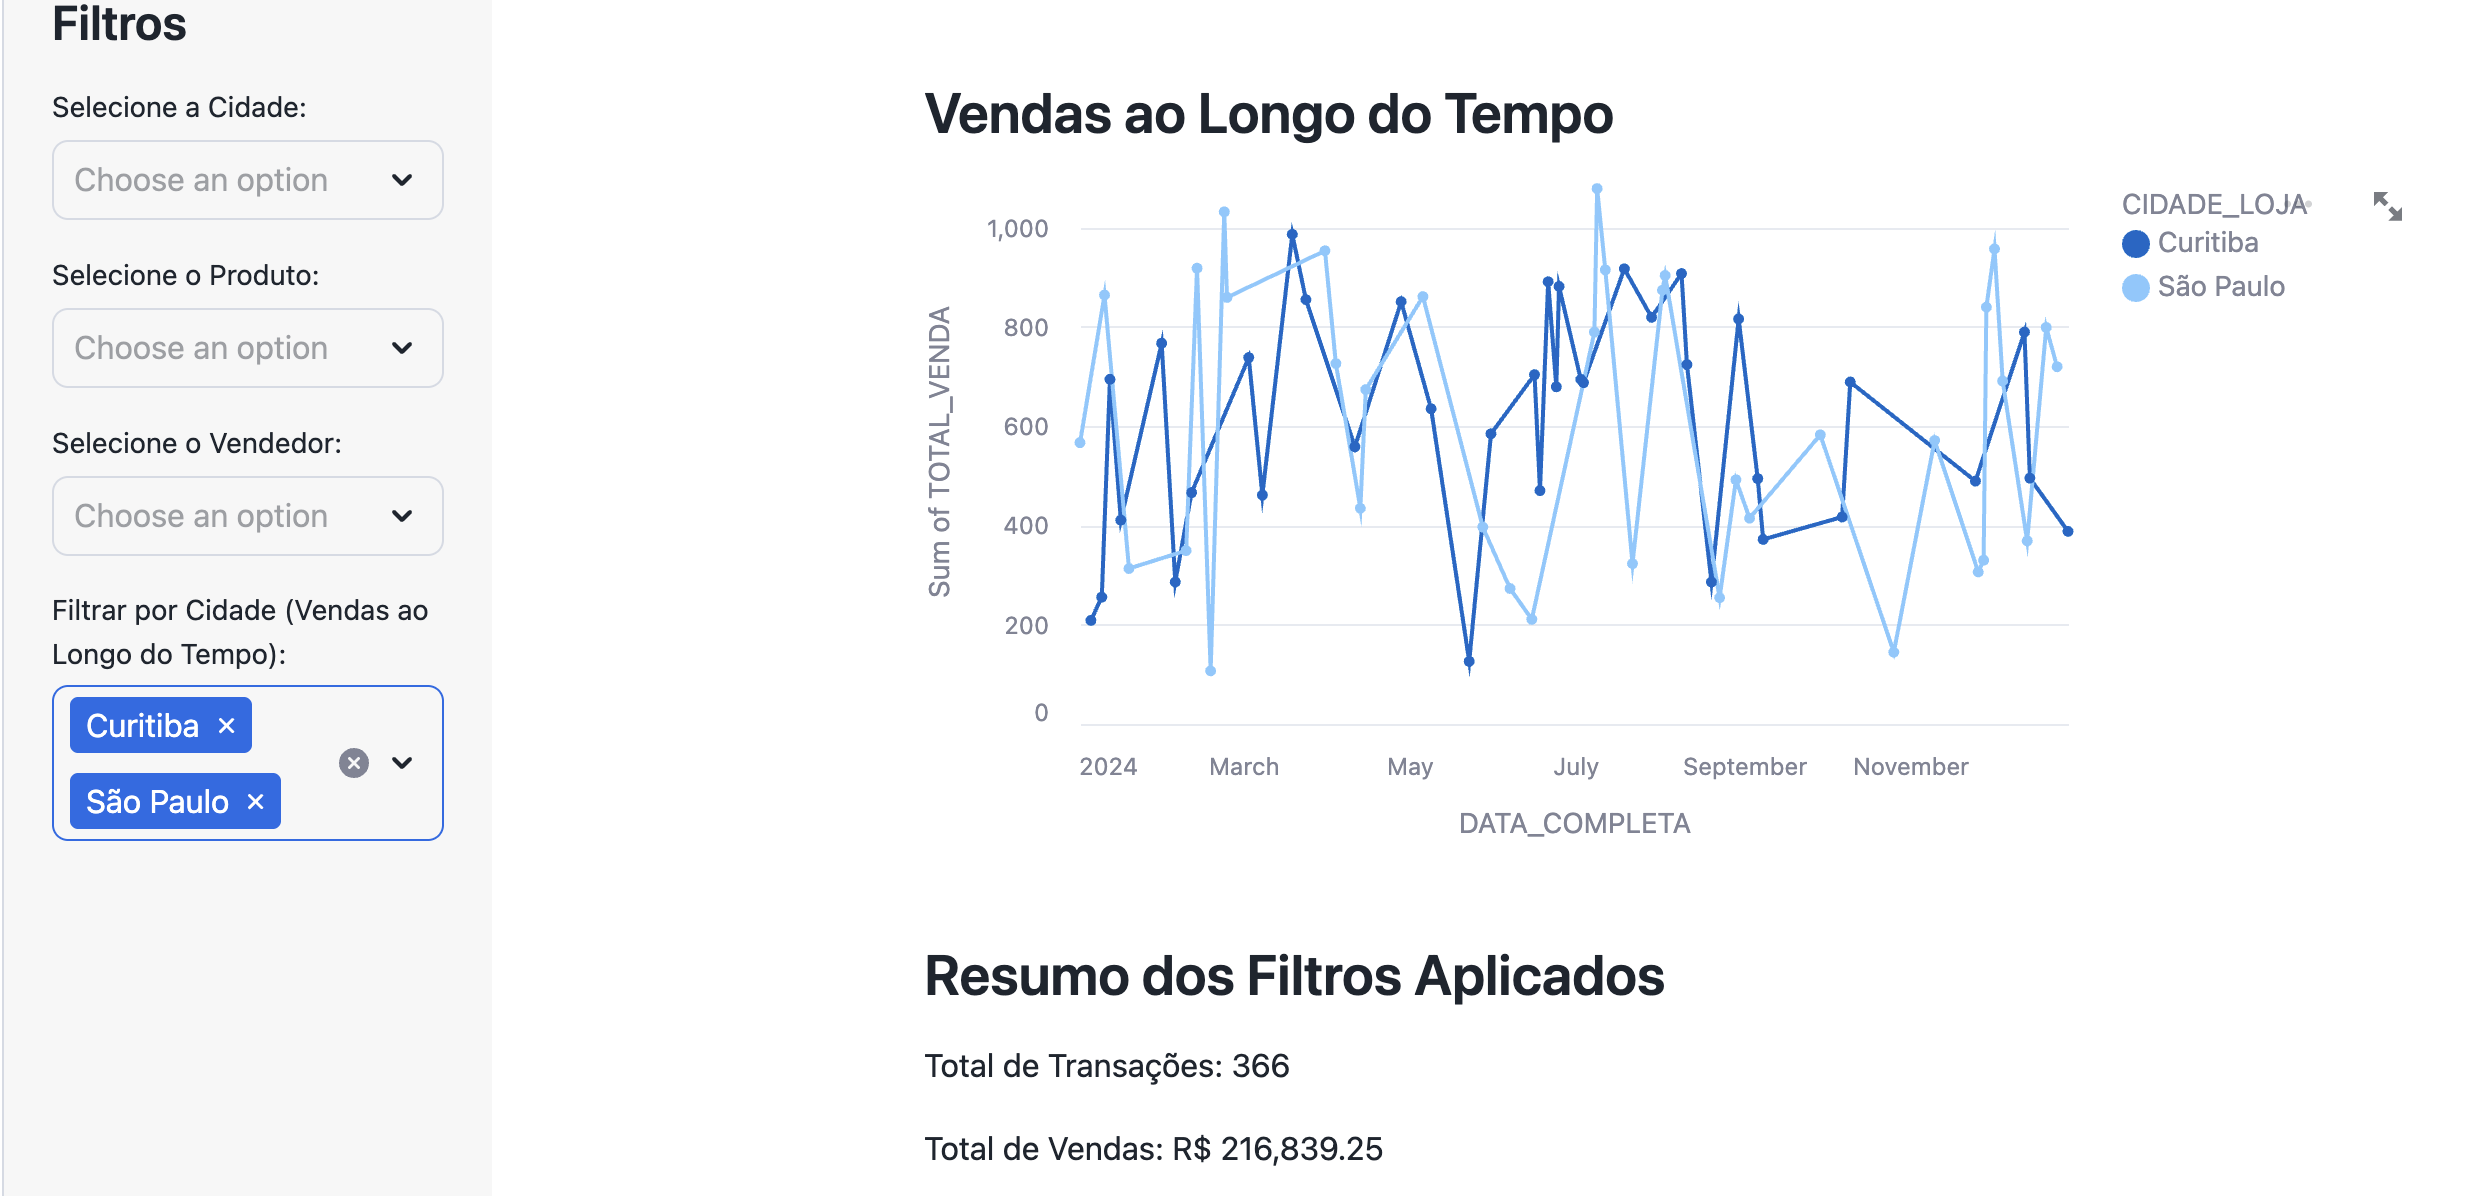 Filtros
Selecione a Cidade:
Choose an option
Selecione o Produto:
Choose an option
Selecione o Vendedor:
Choose an option
Filtrar por Cidade (Vendas ao
Longo do Tempo):
Curitiba
São Paulo
Vendas ao Longo do Tempo
Sum of TOTAL_VENDA
1,000
800
600
400
200
0
2024 March May July September November
DATA_COMPLETA
CIDADE_LOJA
Curitiba
São Paulo
Resumo dos Filtros Aplicados
Total de Transações: 366
Total de Vendas: R$ 216,839.25